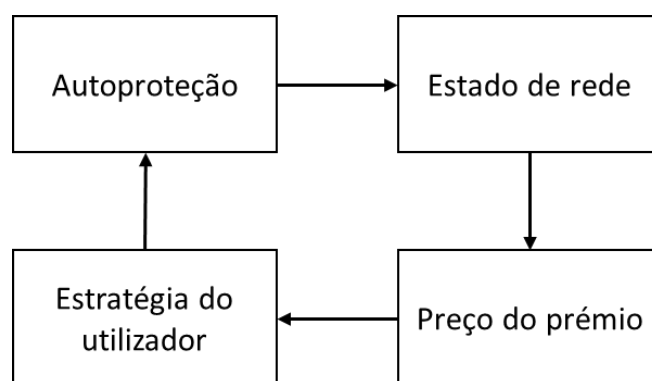 Autoproteção
Estado de rede
Estratégia do
utilizador
Preço do prémio